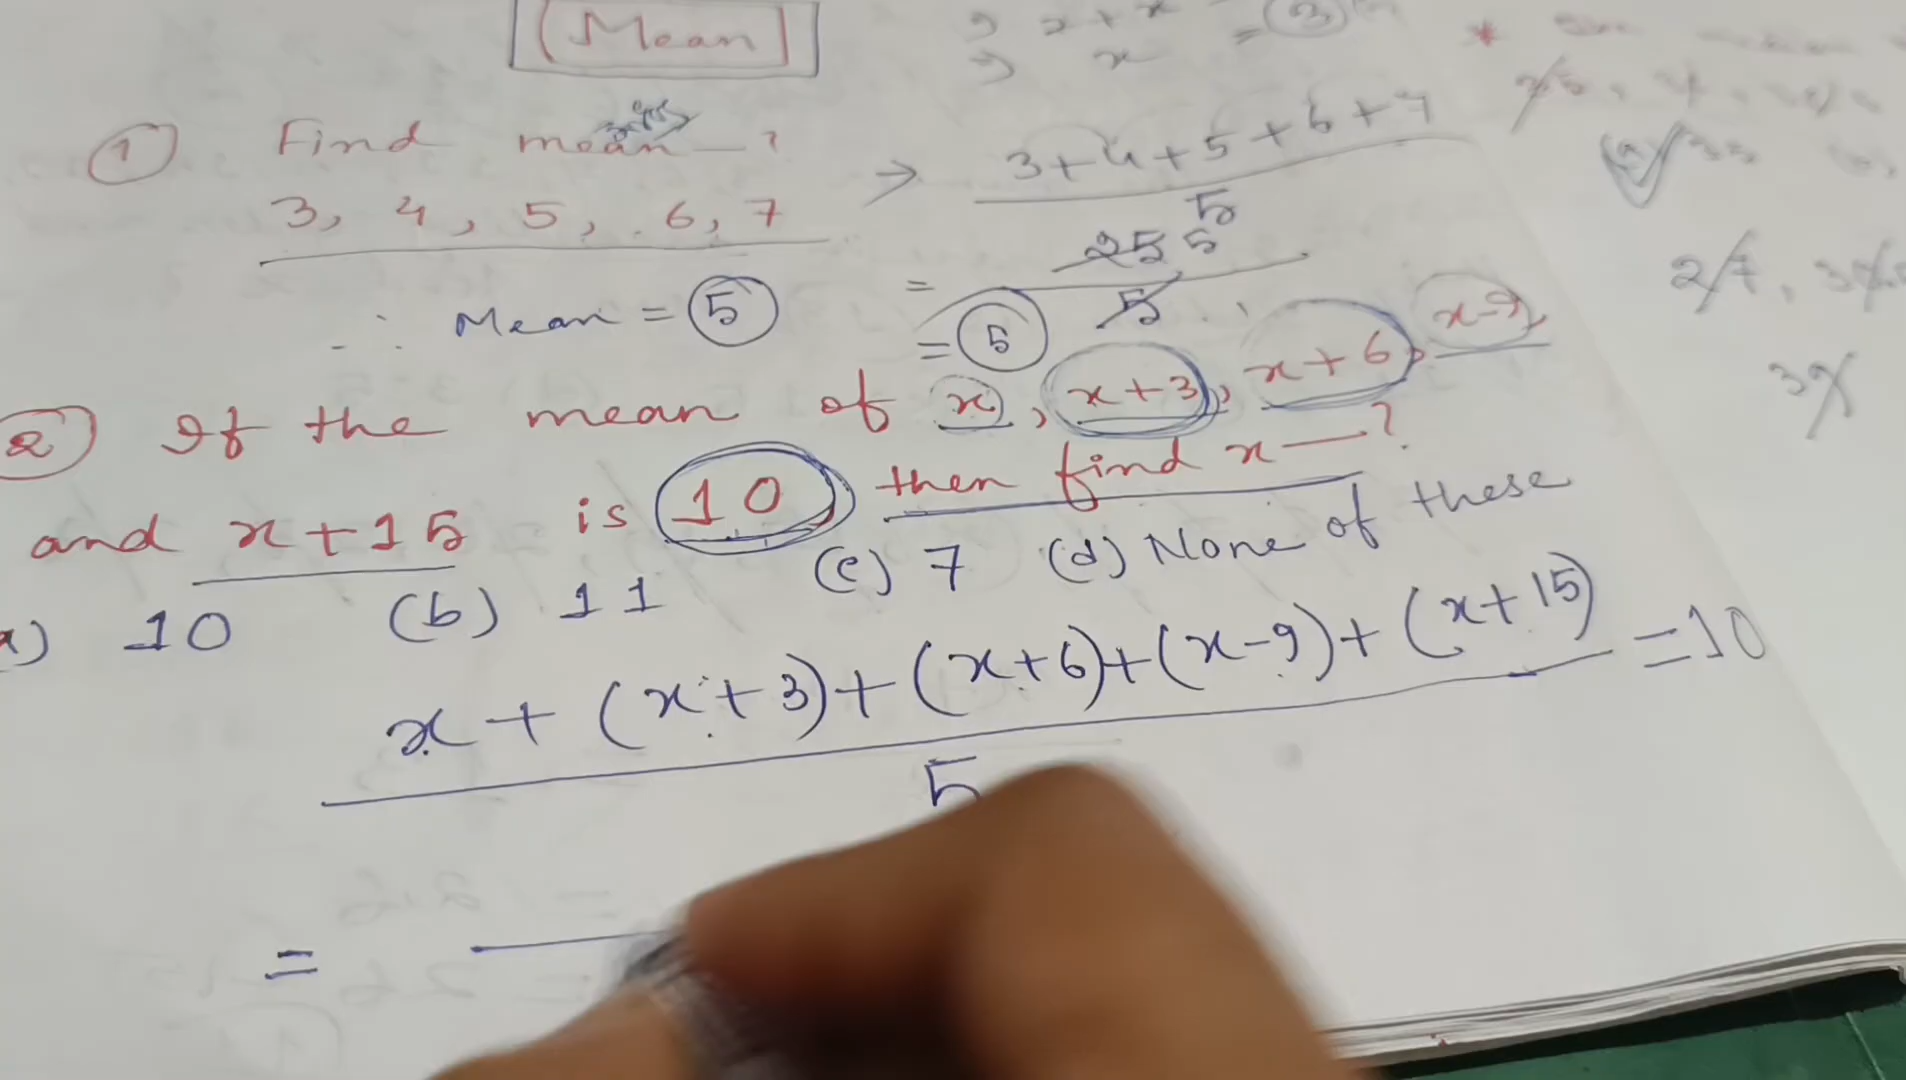 Mean
① Find mean — ?
3, 4, 5, 6, 7
→ 3+4+5+6+7
5
= 25 5
5
= 5
∴ Mean = 5
② If the mean of x, x+3, x+6, x-9,
and x+15 is 10 then find x — ?
a) 10 (b) 11 (c) 7 (d) None of these
x + (x+3) + (x+6) + (x-9) + (x+15) = 10
5
=